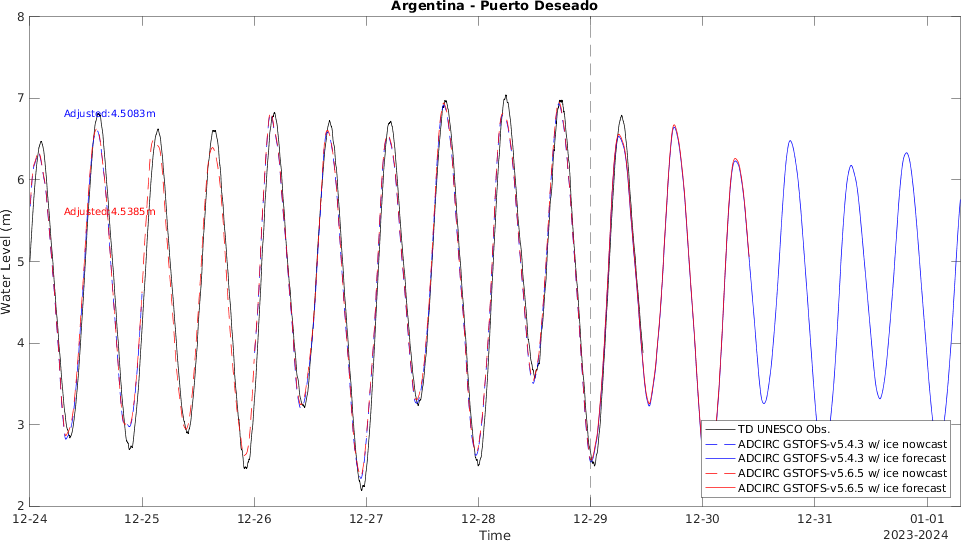 Argentina - Puerto Deseado
8
7
6
5
4
3
2
Water Level (m)
Adjusted:4.5083m
Adjusted:4.5385m
TD UNESCO Obs.
ADCIRC GSTOFS-v5.4.3 w/ ice nowcast
ADCIRC GSTOFS-v5.4.3 w/ ice forecast
ADCIRC GSTOFS-v5.6.5 w/ ice nowcast
ADCIRC GSTOFS-v5.6.5 w/ ice forecast
12-24 12-25 12-26 12-27 12-28 12-29 12-30 12-31 01-01
Time
2023-2024